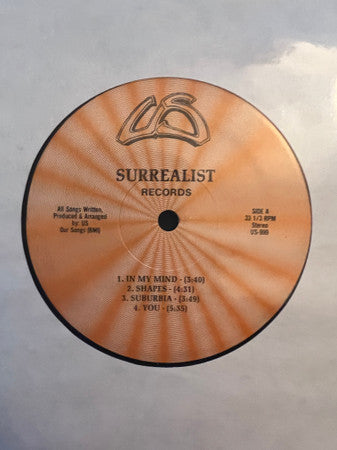 US
SURREALIST
RECORDS
All Songs Written,
Produced & Arranged
by: US
Our Songs (BMI)
SIDE A
33 1/3 RPM
Stereo
US-999
1. IN MY MIND - (3:40)
2. SHAPES - (4:31)
3. SUBURBIA - (3:49)
4. YOU - (5:35)